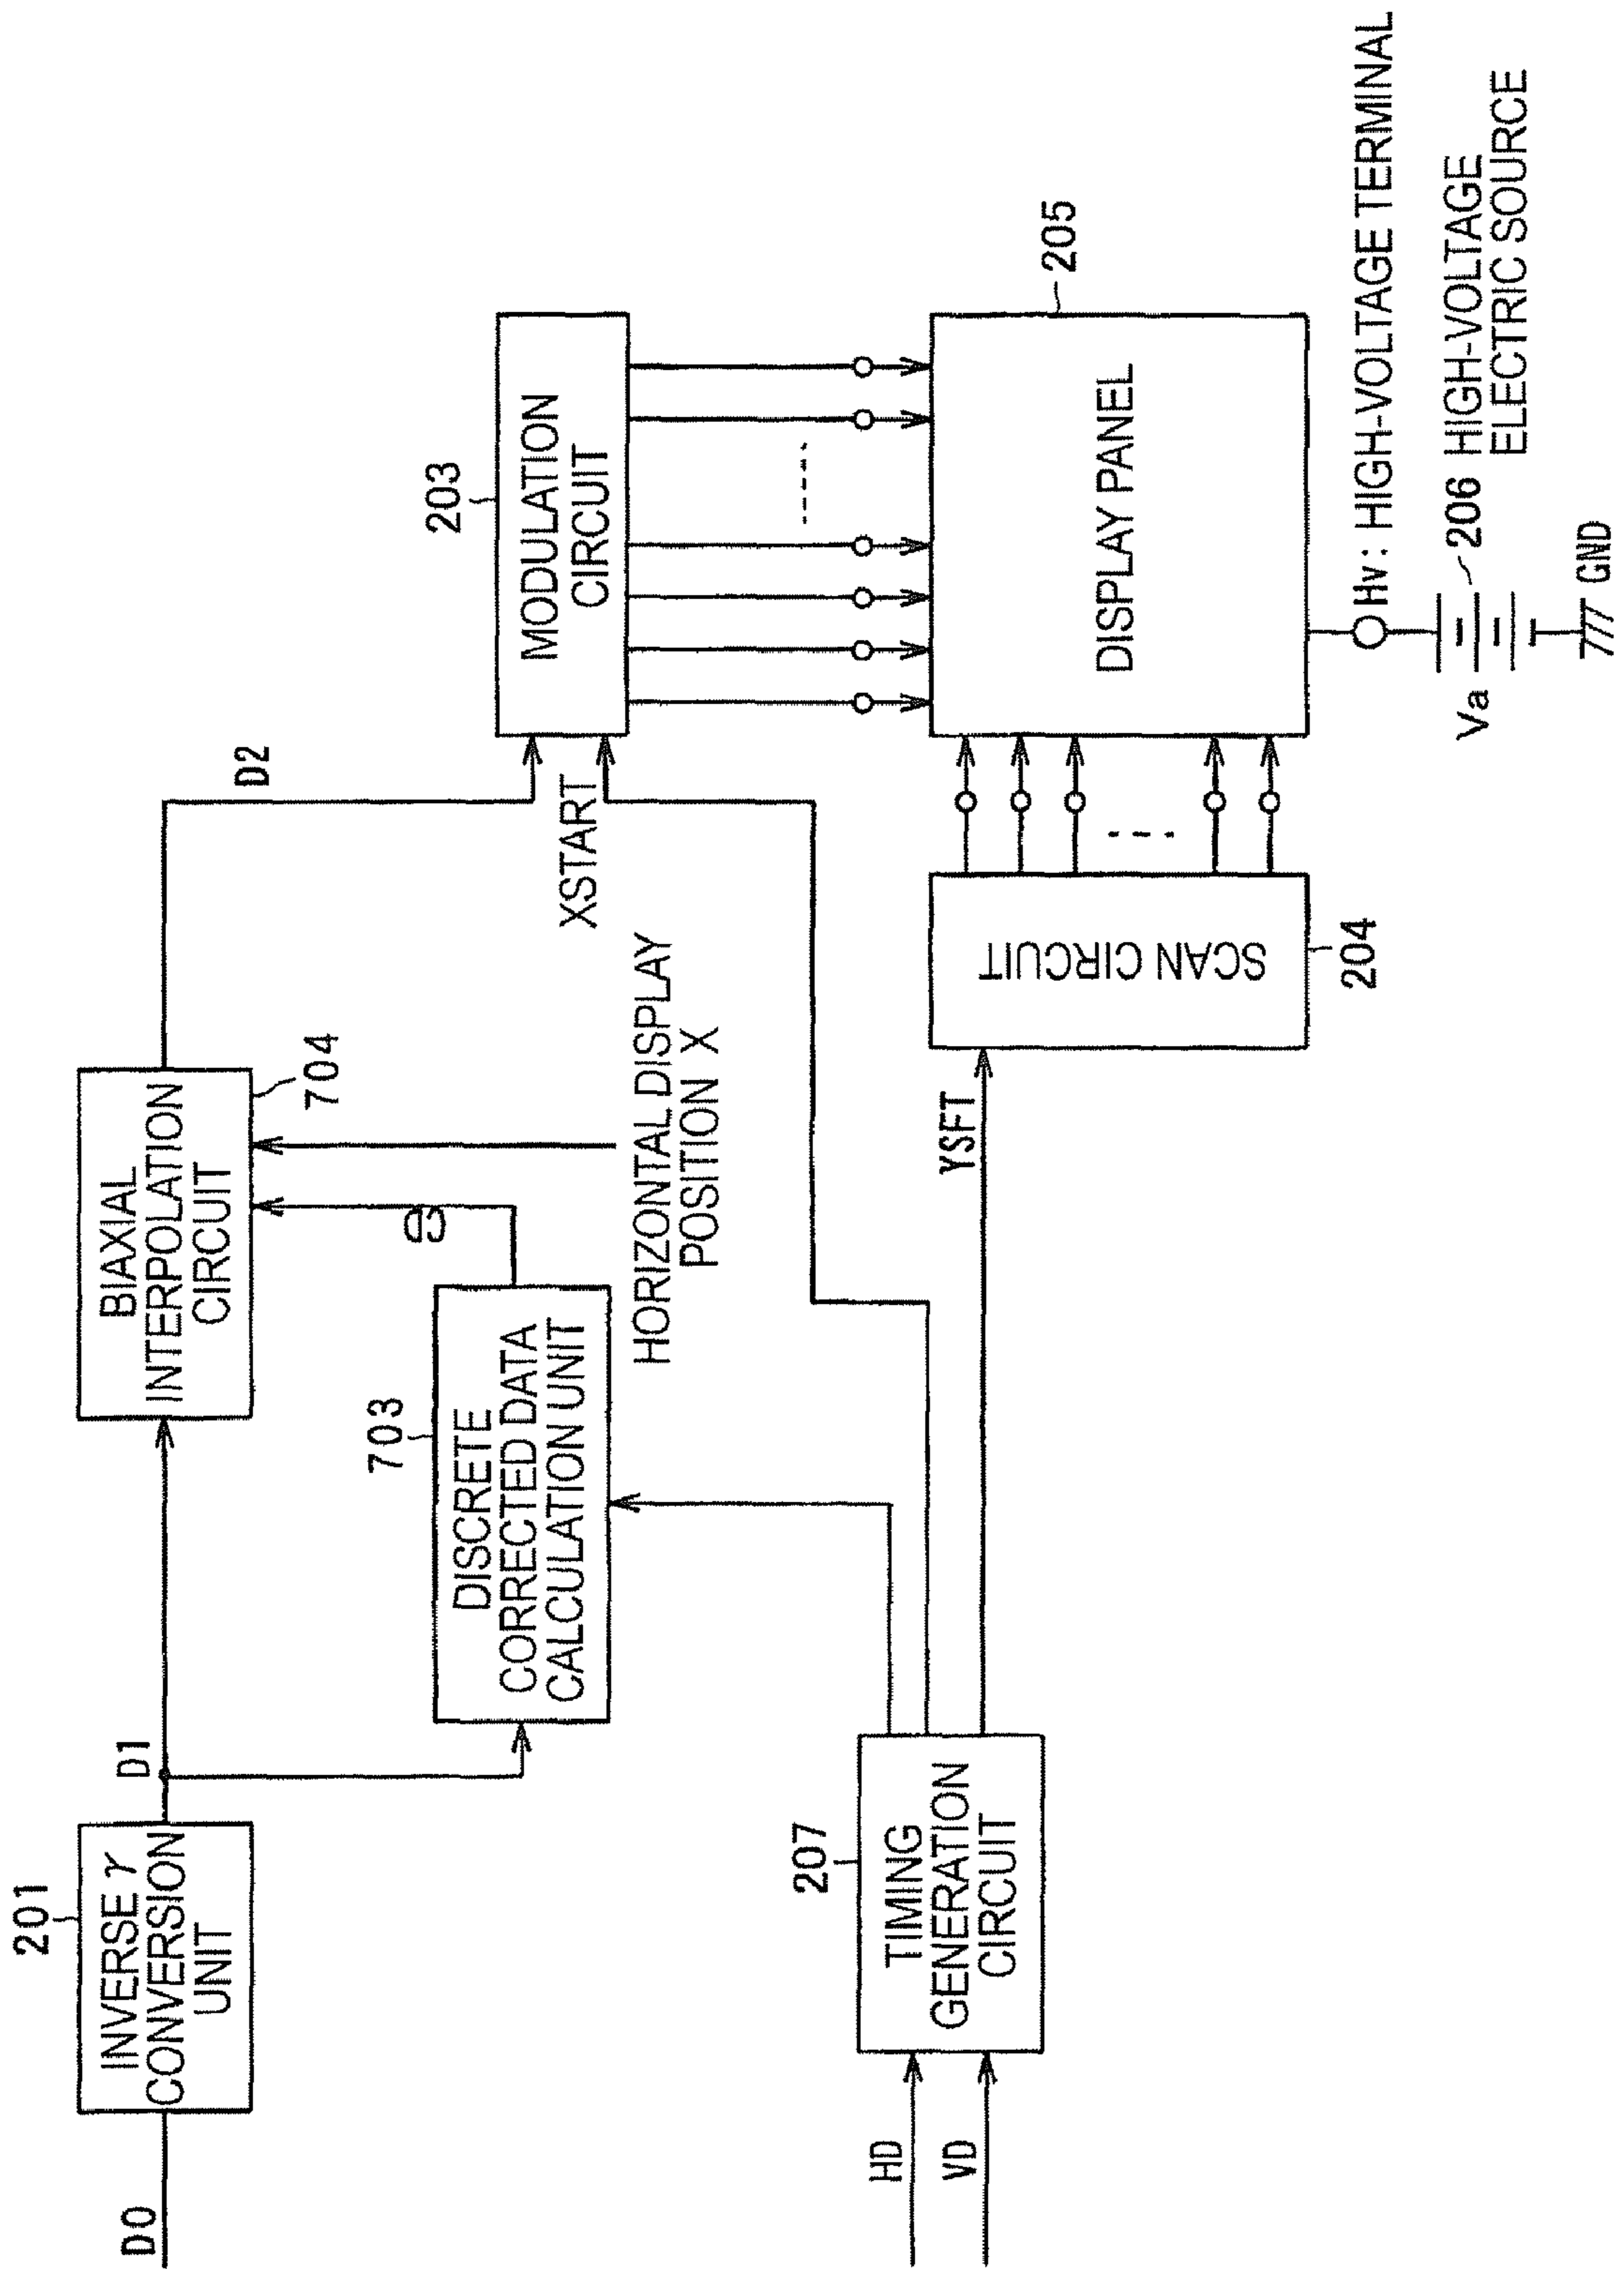 D0
201
INVERSE γ
CONVERSION
UNIT
D1
BIAXIAL
INTERPOLATION
CIRCUIT
704
D2
703
DISCRETE
CORRECTED DATA
CALCULATION UNIT
CD
HORIZONTAL DISPLAY
POSITION X
203
MODULATION
CIRCUIT
XSTART
HD
VD
207
TIMING
GENERATION
CIRCUIT
YSFT
SCAN CIRCUIT
204
DISPLAY PANEL
205
Hv : HIGH-VOLTAGE TERMINAL
Va
206 HIGH-VOLTAGE
ELECTRIC SOURCE
GND